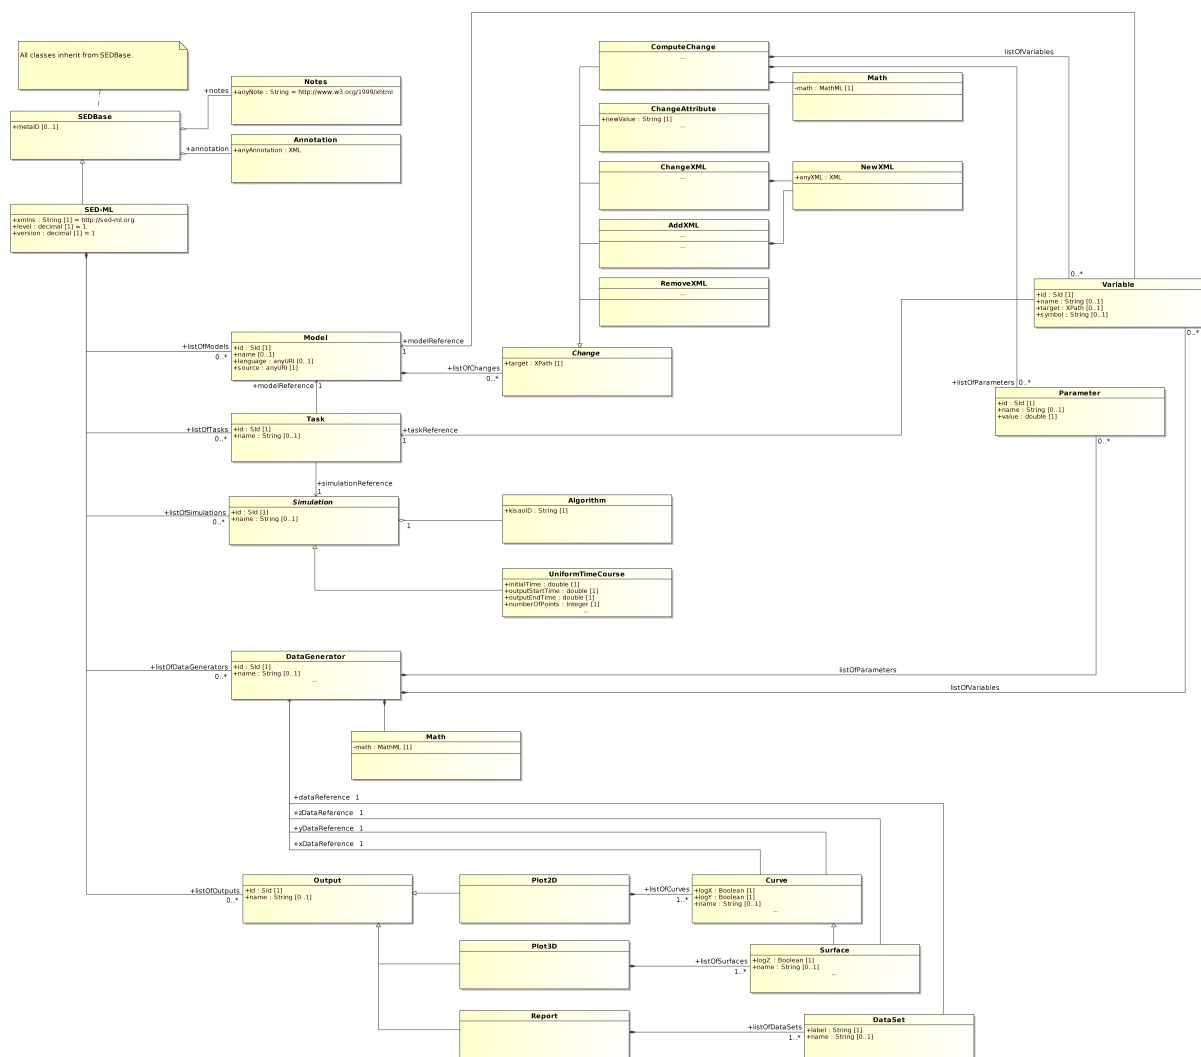 All classes inherit from SEDBase.
SEDBase
+metaID [0..1]
+notes
Notes
+anyNote : String = http://www.w3.org/1999/xhtml
+annotation
Annotation
+anyAnnotation : XML
SED-ML
+xmlns : String [1] = http://sed-ml.org
+level : decimal [1] = 1
+version : decimal [1] = 1
ComputeChange
...
listOfVariables
Math
-math : MathML [1]
ChangeAttribute
+newValue : String [1]
...
ChangeXML
...
NewXML
+anyXML : XML
AddXML
...
...
RemoveXML
...
0..*
Variable
+id : SId [1]
+name : String [0..1]
+target : XPath [0..1]
+symbol : String [0..1]
0..*
+listOfModels
0..*
Model
+id : SId [1]
+name [0..1]
+language : anyURI [0..1]
+source : anyURI [1]
+modelReference
1
+listOfChanges
0..*
Change
+target : XPath [1]
+modelReference 1
+listOfParameters 0..*
Parameter
+id : SId [1]
+name : String [0..1]
+value : double [1]
0..*
+listOfTasks
0..*
Task
+id : SId [1]
+name : String [0..1]
+taskReference
1
+simulationReference
1
+listOfSimulations
0..*
Simulation
+id : SId [1]
+name : String [0..1]
1
Algorithm
+kisaoID : String [1]
UniformTimeCourse
+initialTime : double [1]
+outputStartTime : double [1]
+outputEndTime : double [1]
+numberOfPoints : Integer [1]
...
+listOfDataGenerators
0..*
DataGenerator
+id : SId [1]
+name : String [0..1]
...
listOfParameters
listOfVariables
Math
-math : MathML [1]
+dataReference 1
+zDataReference 1
+yDataReference 1
+xDataReference 1
+listOfOutputs
0..*
Output
+id : SId [1]
+name : String [0..1]
Plot2D
+listOfCurves
1..*
Curve
+logX : Boolean [1]
+logY : Boolean [1]
+name : String [0..1]
...
Plot3D
+listOfSurfaces
1..*
Surface
+logZ : Boolean [1]
+name : String [0..1]
...
Report
+listOfDataSets
1..*
DataSet
+label : String [1]
+name : String [0..1]